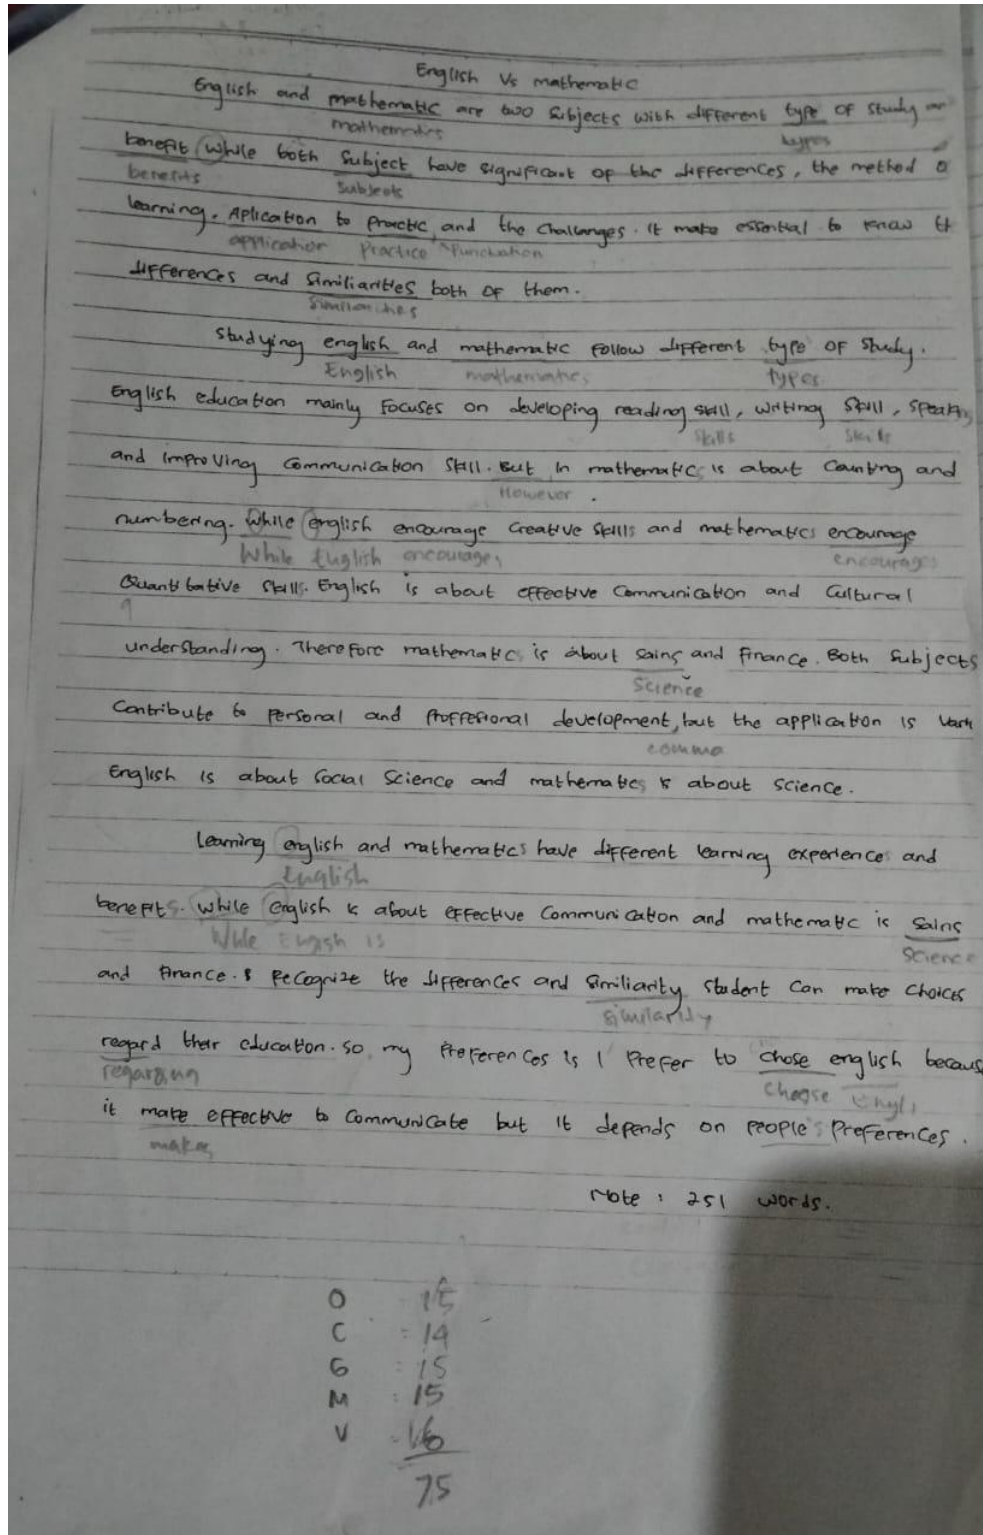 English Vs mathematic
English and mathematic are two subjects with different type of study
mathematics types
benefit While both Subject have significant of the differences, the method
benefits Subjects
learning. Aplication to Practic and the Challanges. It make essential to know
application Practice Punctuation
differences and similiarities both of them.
Similarities
Studying english and mathematic Follow different type of study.
English mathematics types
English education mainly Focuses on developing reading skill, writing skill,
skills skills
and improving Communication skill. But in mathematics is about Counting and
However
numbering. While english encourage Creative skills and mathematics encourage
While English encourages encourages
Quantitative skills. English is about effective Communication and Cultural
q
understanding. Therefore mathematics is about sains and finance. Both Subjects
Science
Contribute to Personal and Proffesional development, but the application is
comma
English is about Social Science and mathematics is about science.
Learning english and mathematics have different learning experiences and
English
benefits. While english is about effective Communication and mathematic is Sains
While English is Science
and finance. Recognize the differences and similiarity student can make choices
similarity
regard their education. So my Preferences is I Prefer to chose english
regarging choose
it make effective to Communicate but it depends on people's Preferences.
makes
Note : 251 words.
O 15
C : 14
G : 15
M : 15
V 16
75